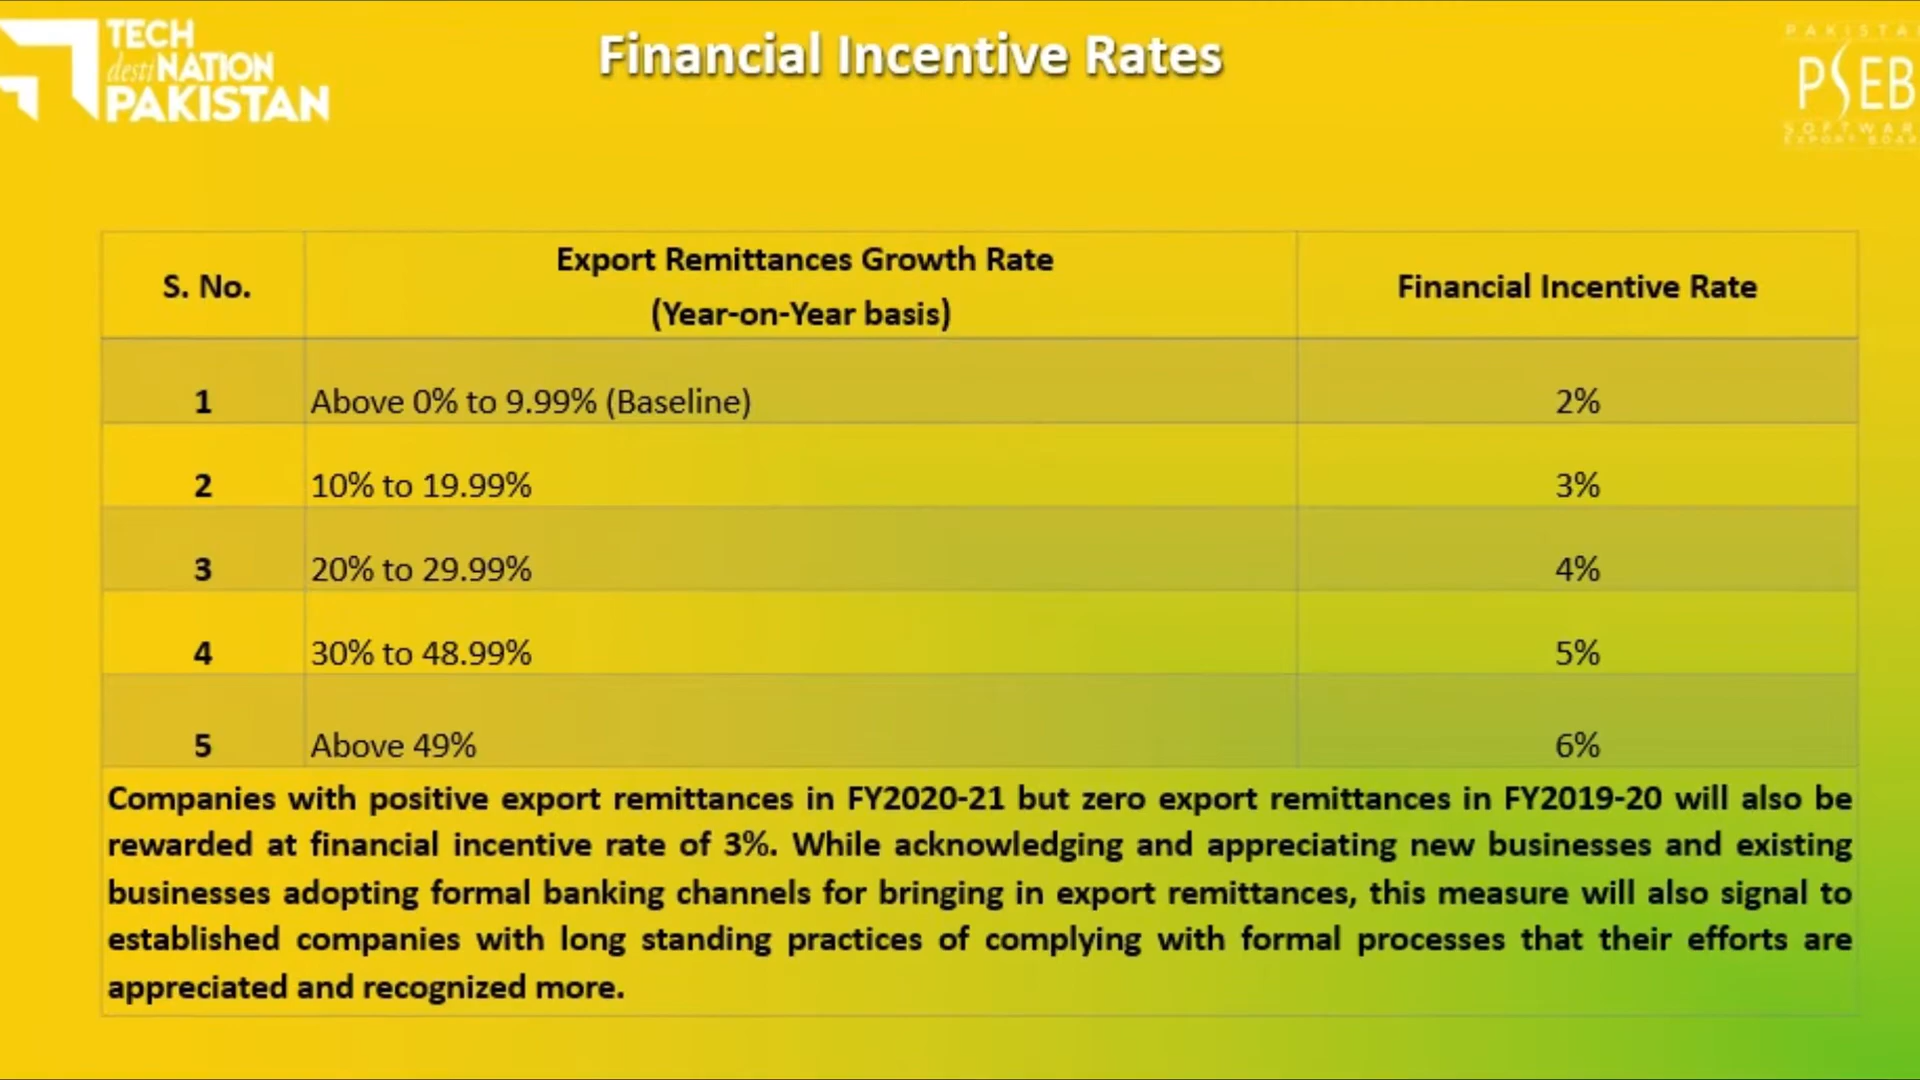 TECH
destiNATION
PAKISTAN
Financial Incentive Rates
PAKISTA
PSEB
SOFTWAR
EXPORT BOAR
S. No.
Export Remittances Growth Rate
(Year-on-Year basis)
Financial Incentive Rate
1 Above 0% to 9.99% (Baseline) 2%
2 10% to 19.99% 3%
3 20% to 29.99% 4%
4 30% to 48.99% 5%
5 Above 49% 6%
Companies with positive export remittances in FY2020-21 but zero export remittances in FY2019-20 will also be
rewarded at financial incentive rate of 3%. While acknowledging and appreciating new businesses and existing
businesses adopting formal banking channels for bringing in export remittances, this measure will also signal to
established companies with long standing practices of complying with formal processes that their efforts are
appreciated and recognized more.